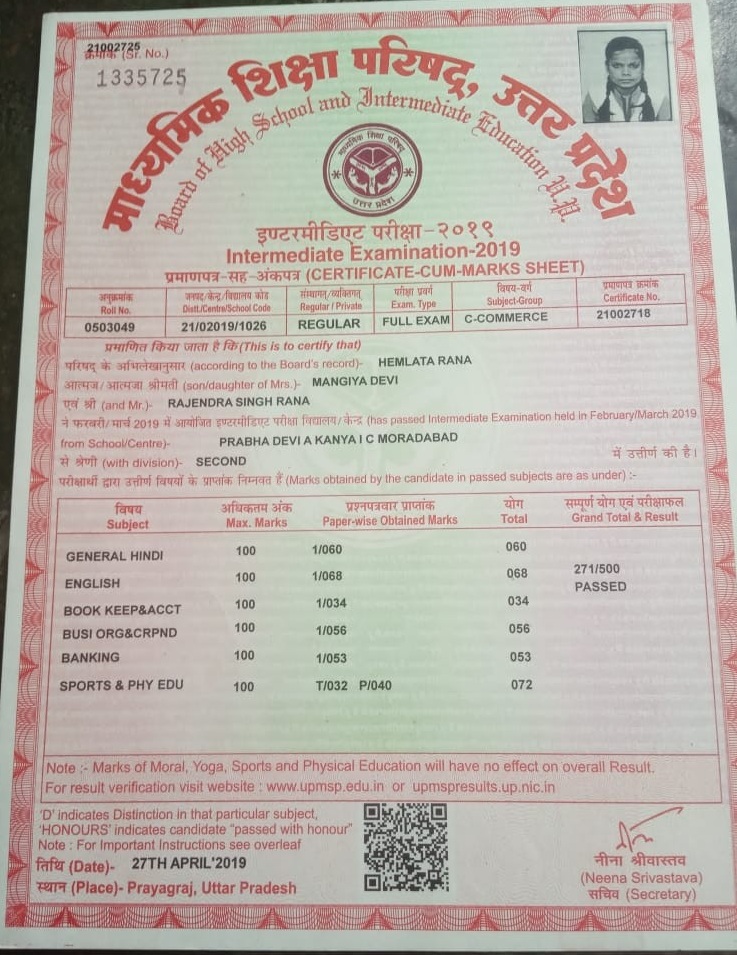 21002725
क्रमांक (Sr. No.)
1335725
माध्यमिक शिक्षा परिषद्, उत्तर प्रदेश
Board of High School and Intermediate Education U.P.
माध्यमिक शिक्षा परिषद्
उत्तर प्रदेश
इण्टरमीडिएट परीक्षा-२०१९
Intermediate Examination-2019
प्रमाणपत्र-सह-अंकपत्र (CERTIFICATE-CUM-MARKS SHEET)
अनुक्रमांक जनपद/केन्द्र/विद्यालय कोड संस्थागत/व्यक्तिगत परीक्षा प्रवर्ग विषय-वर्ग प्रमाणपत्र क्रमांक
Roll No. Distt./Centre/School Code Regular / Private Exam. Type Subject-Group Certificate No.
0503049 21/02019/1026 REGULAR FULL EXAM C-COMMERCE 21002718
प्रमाणित किया जाता है कि(This is to certify that)
परिषद् के अभिलेखानुसार (according to the Board's record)- HEMLATA RANA
आत्मज/आत्मजा श्रीमती (son/daughter of Mrs.)- MANGIYA DEVI
एवं श्री (and Mr.)- RAJENDRA SINGH RANA
ने फरवरी/ मार्च 2019 में आयोजित इण्टरमीडिएट परीक्षा विद्यालय/केन्द्र (has passed Intermediate Examination held in February/March 2019
from School/Centre)- PRABHA DEVI A KANYA I C MORADABAD
से श्रेणी (with division)- SECOND में उत्तीर्ण की है।
परीक्षार्थी द्वारा उत्तीर्ण विषयों के प्राप्तांक निम्नवत हैं (Marks obtained by the candidate in passed subjects are as under) :-
विषय अधिकतम अंक प्रश्नपत्रवार प्राप्तांक योग सम्पूर्ण योग एवं परीक्षाफल
Subject Max. Marks Paper-wise Obtained Marks Total Grand Total & Result
GENERAL HINDI 100 1/060 060
ENGLISH 100 1/068 068 271/500
PASSED
BOOK KEEP&ACCT 100 1/034 034
BUSI ORG&CRPND 100 1/056 056
BANKING 100 1/053 053
SPORTS & PHY EDU 100 T/032 P/040 072
Note :- Marks of Moral, Yoga, Sports and Physical Education will have no effect on overall Result.
For result verification visit website : www.upmsp.edu.in or upmspresults.up.nic.in
'D' indicates Distinction in that particular subject,
'HONOURS' indicates candidate "passed with honour"
Note : For Important Instructions see overleaf
तिथि (Date)- 27TH APRIL'2019
स्थान (Place)- Prayagraj, Uttar Pradesh
नीना श्रीवास्तव
(Neena Srivastava)
सचिव (Secretary)